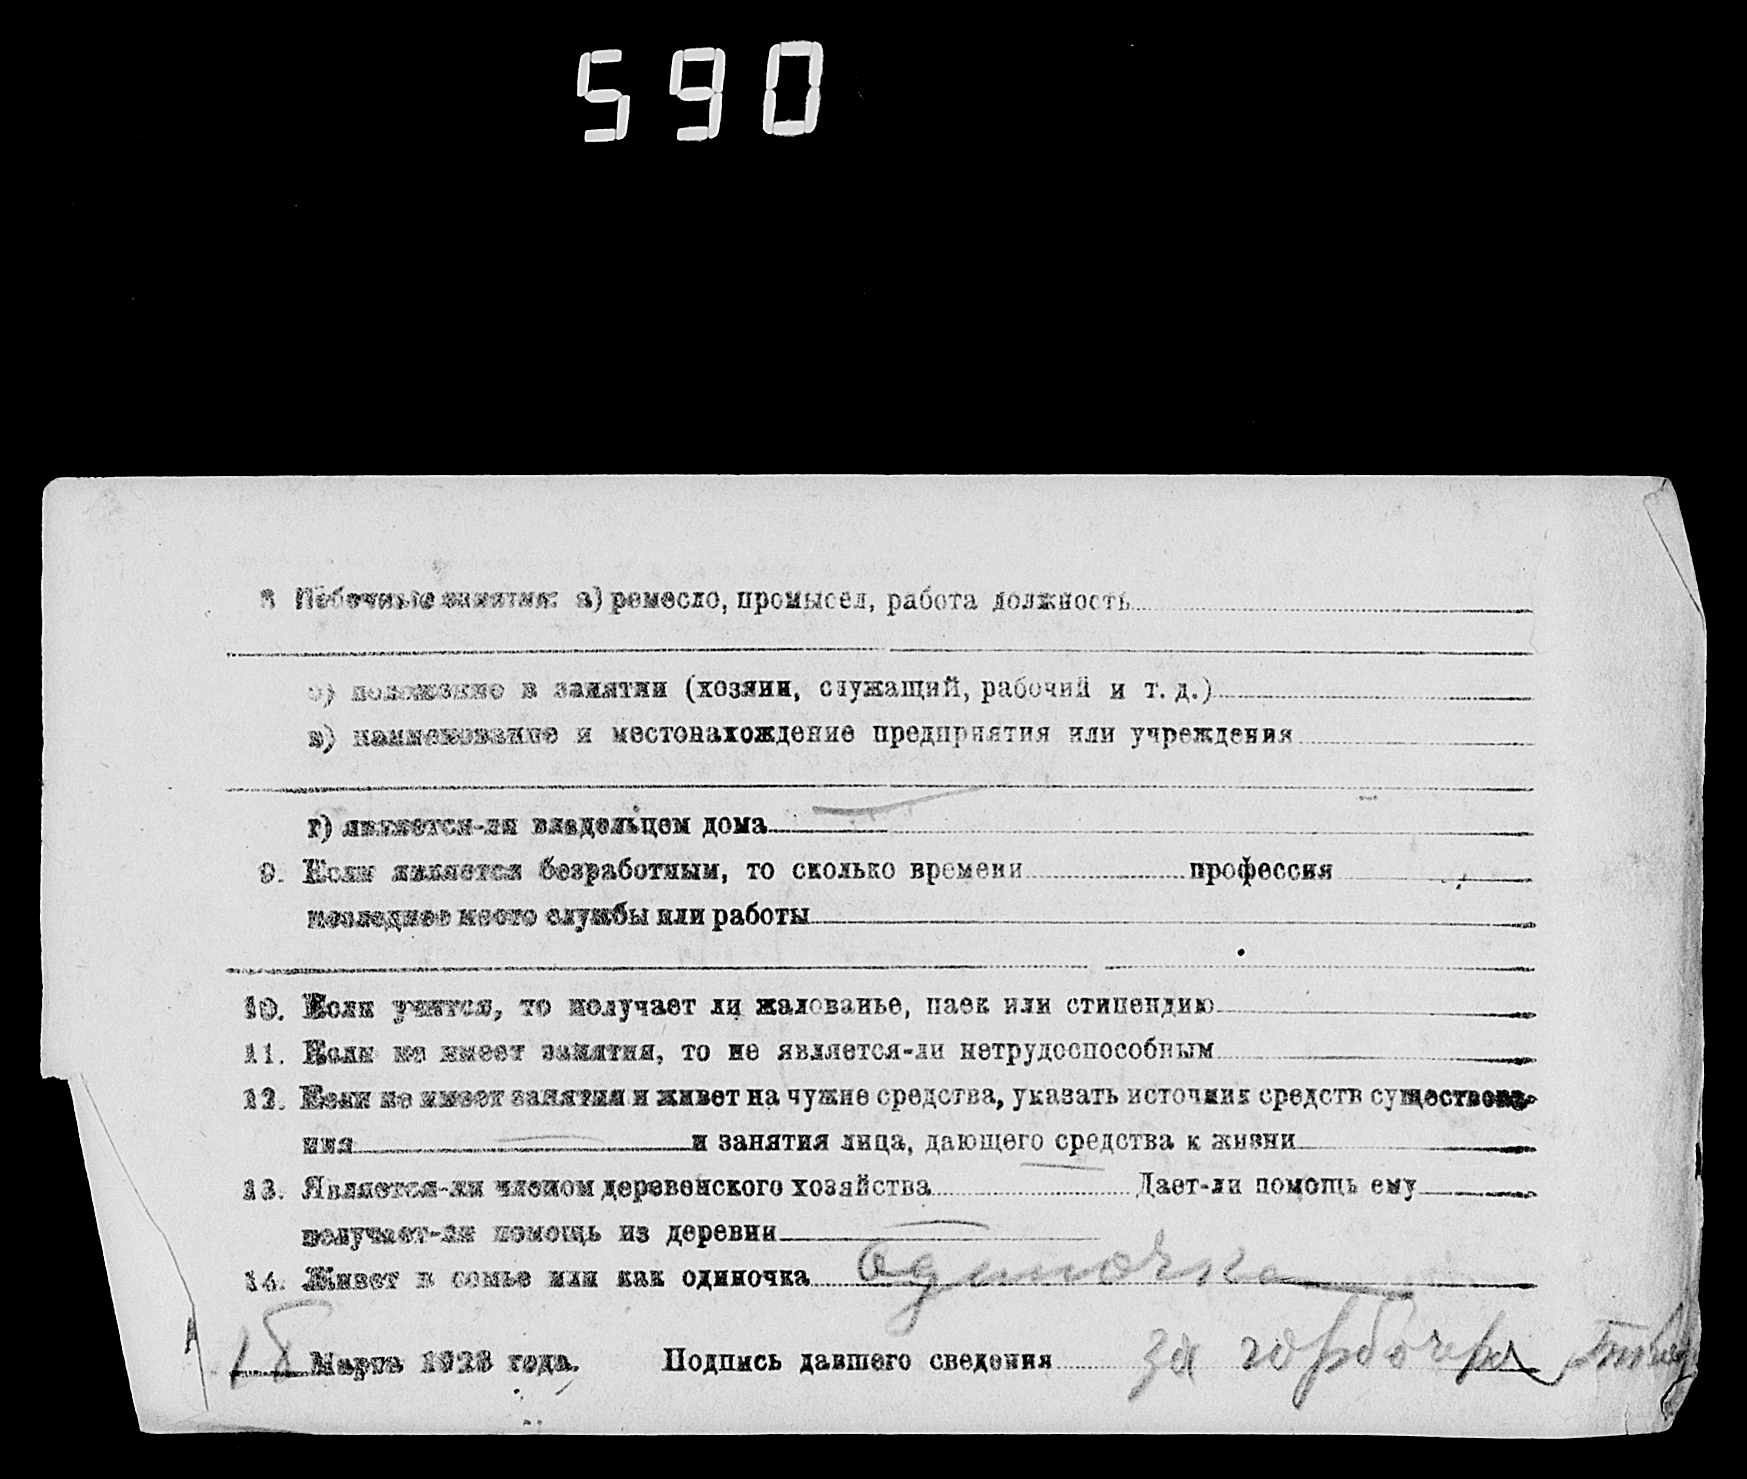 590
8 Побочные занятия: а) ремесло, промысел, работа должность
б) положение в занятии (хозяин, служащий, рабочий и т. д.)
в) наименование и местонахождение предприятия или учреждения
г) является-ли владельцем дома
9. Если является безработным, то сколько времени профессия
последнее место службы или работы
10. Если учится, то получает ли жалованье, паек или стипендию
11. Если не имеет занятия, то не является-ли нетрудоспособным
12. Если не имеет занятия и живет на чужие средства, указать источник средств существова-
ния и занятия лица, дающего средства к жизни
13. Является-ли членом деревенского хозяйства Дает-ли помощь ему
получает-ли помощь из деревни
14. Живет в семье или как одиночка Одиночка
18 Марта 1923 года. Подпись давшего сведения за